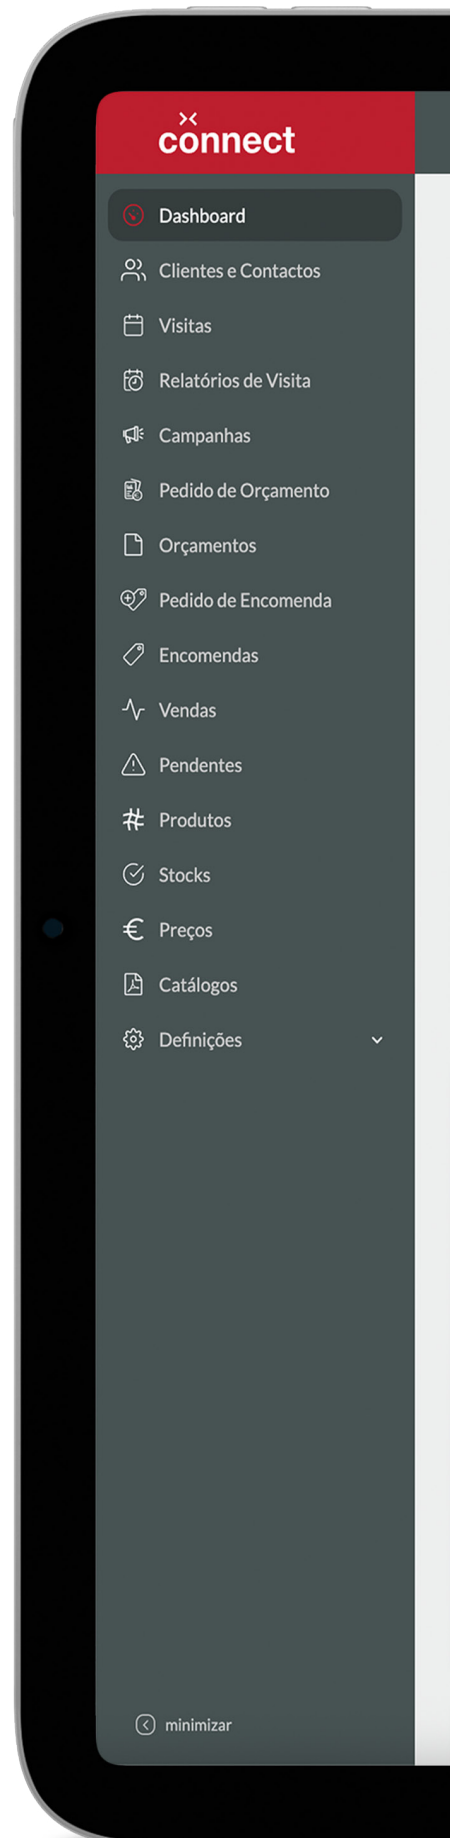 connect
Dashboard
Clientes e Contactos
Visitas
Relatórios de Visita
Campanhas
Pedido de Orçamento
Orçamentos
Pedido de Encomenda
Encomendas
Vendas
Pendentes
Produtos
Stocks
Preços
Catálogos
Definições
minimizar